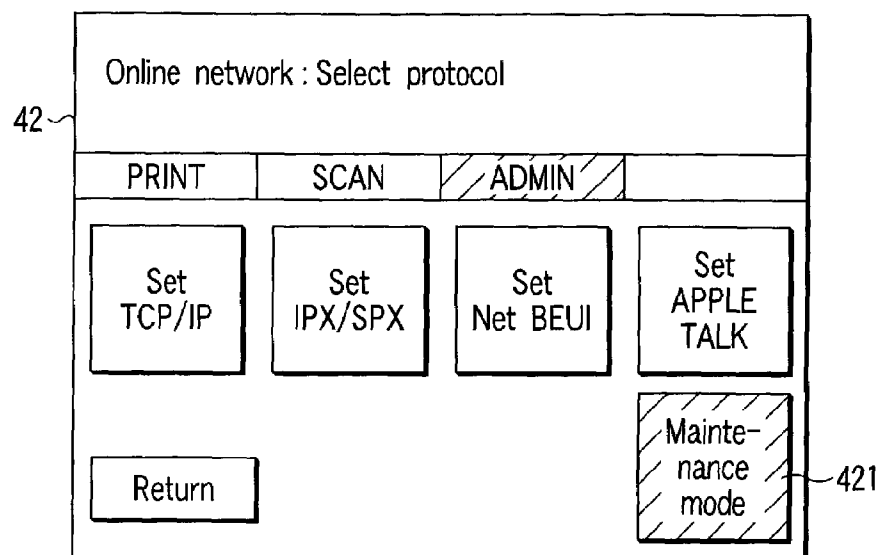 Online network : Select protocol
42
PRINT SCAN ADMIN
Set
TCP/IP
Set
IPX/SPX
Set
Net BEUI
Set
APPLE
TALK
Return
Mainte-
nance
mode
421